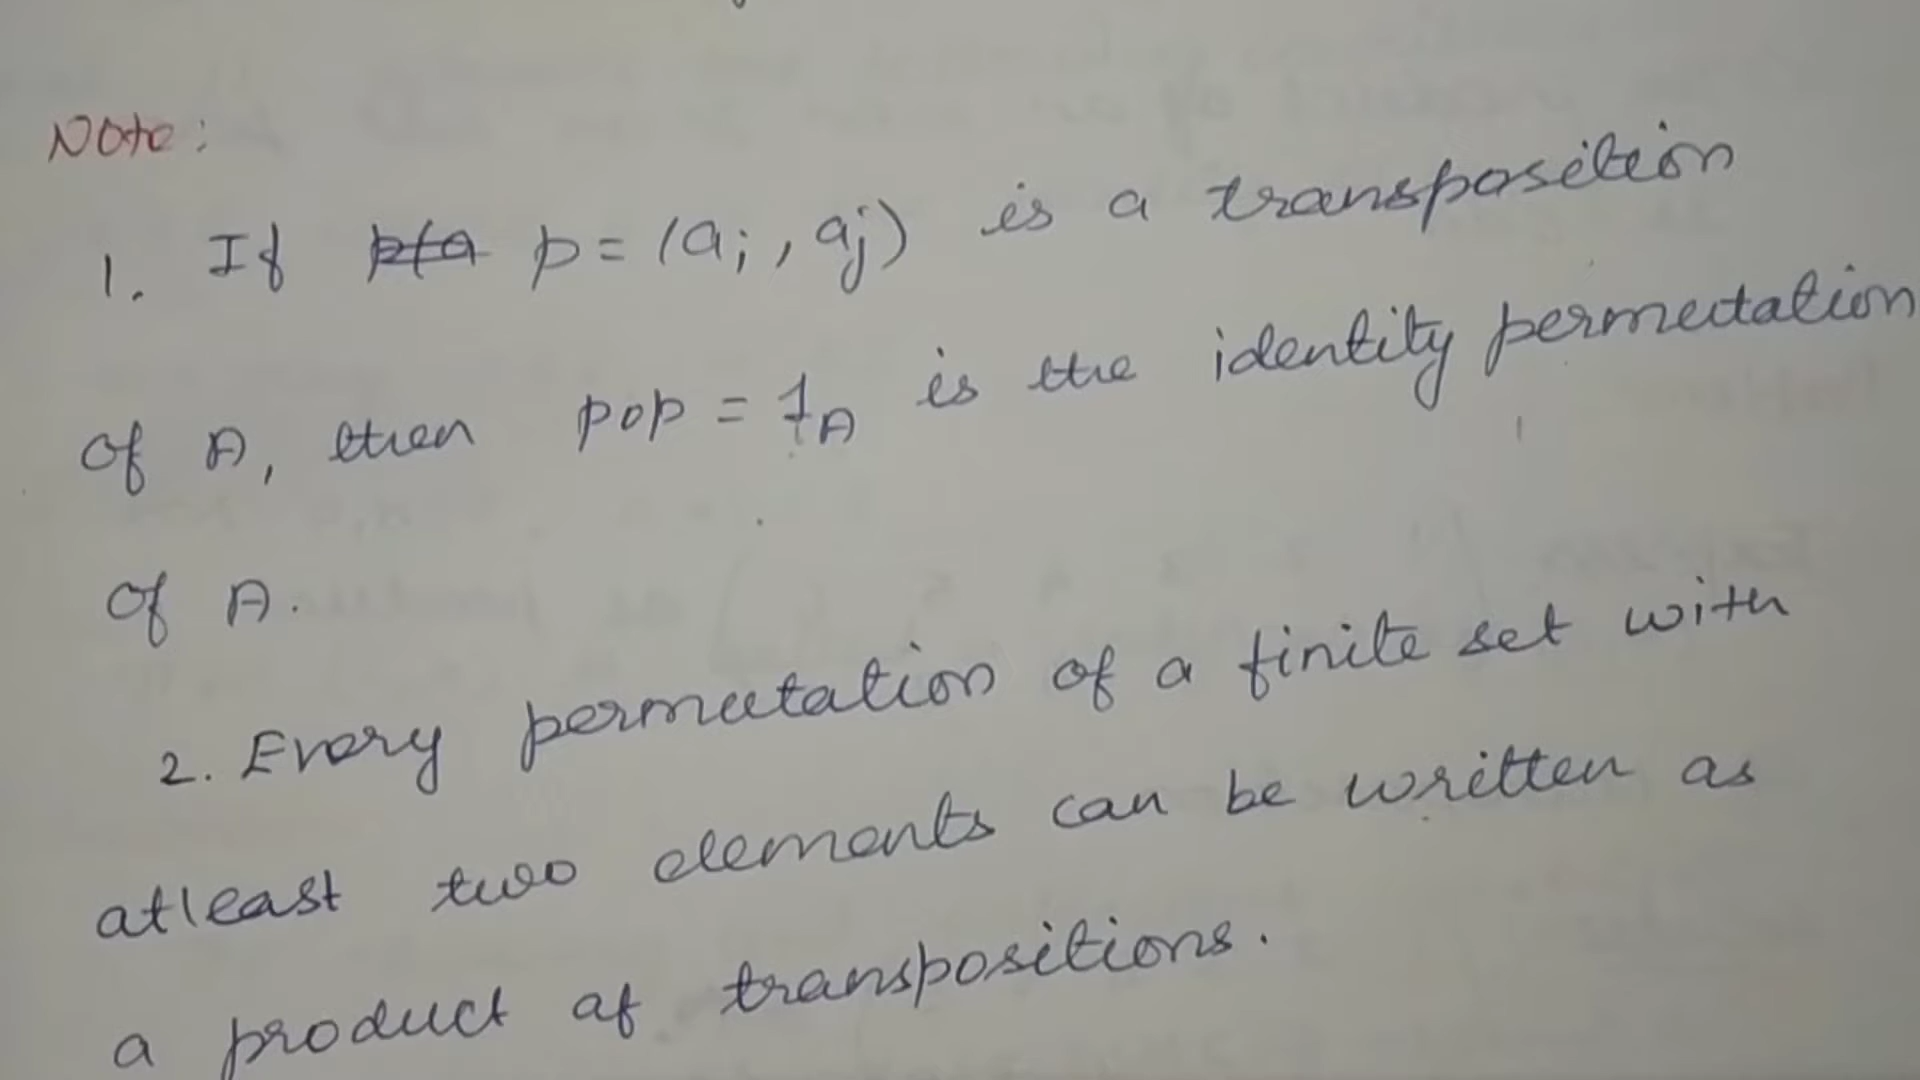 Note:
1. If p = (ai, aj) is a transposition
of A, then pop = 1A is the identity permutation
of A.
2. Every permutation of a finite set with
atleast two elements can be written as
a product of transpositions.